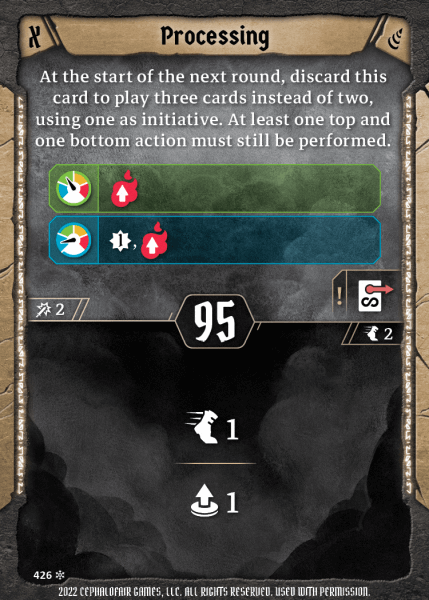 X
Processing
At the start of the next round, discard this
card to play three cards instead of two,
using one as initiative. At least one top and
one bottom action must still be performed.
1,
!
2
95
2
1
1
426
2022 CEPHALOFAIR GAMES, LLC. ALL RIGHTS RESERVED. USED WITH PERMISSION.